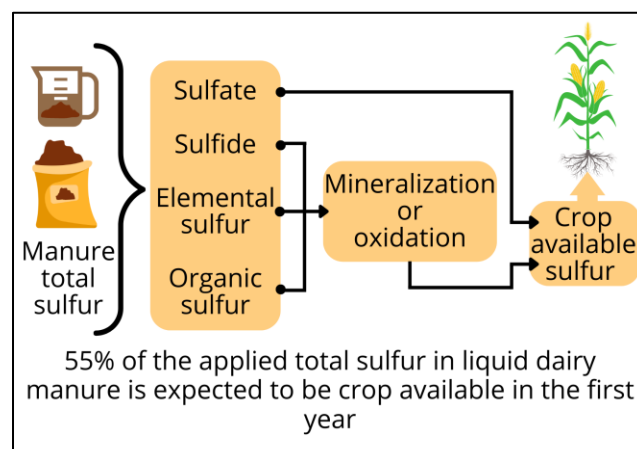 Manure
total
sulfur
Sulfate
Sulfide
Elemental
sulfur
Organic
sulfur
Mineralization
or
oxidation
Crop
available
sulfur
55% of the applied total sulfur in liquid dairy
manure is expected to be crop available in the first
year